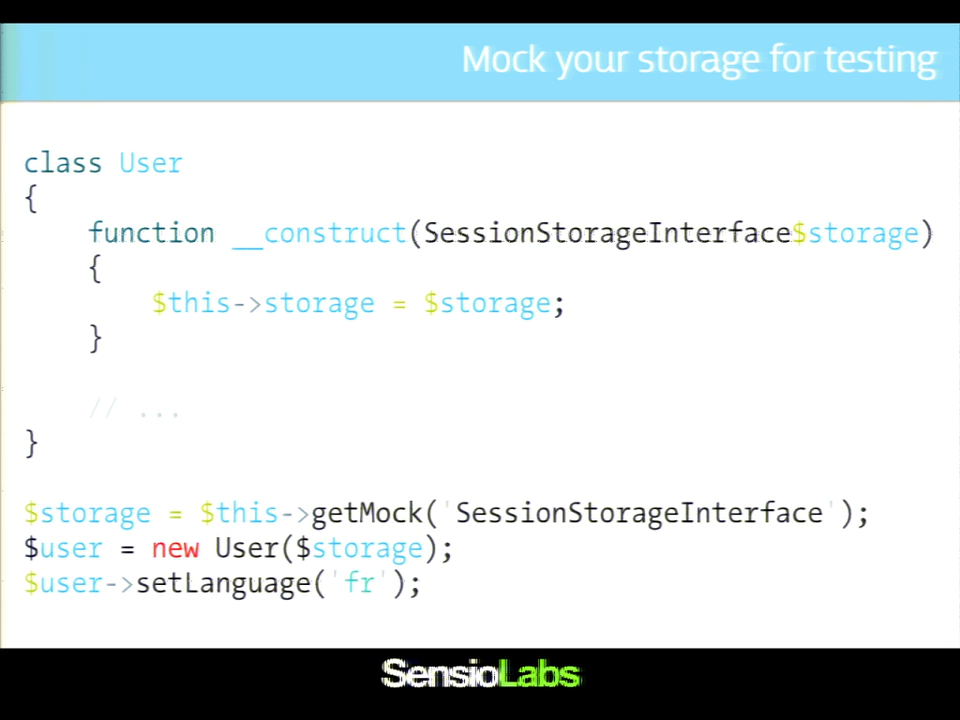 Mock your storage for testing
class User
{
function __construct(SessionStorageInterface$storage)
{
$this->storage = $storage;
}
// ...
}
$storage = $this->getMock('SessionStorageInterface');
$user = new User($storage);
$user->setLanguage('fr');
SensioLabs